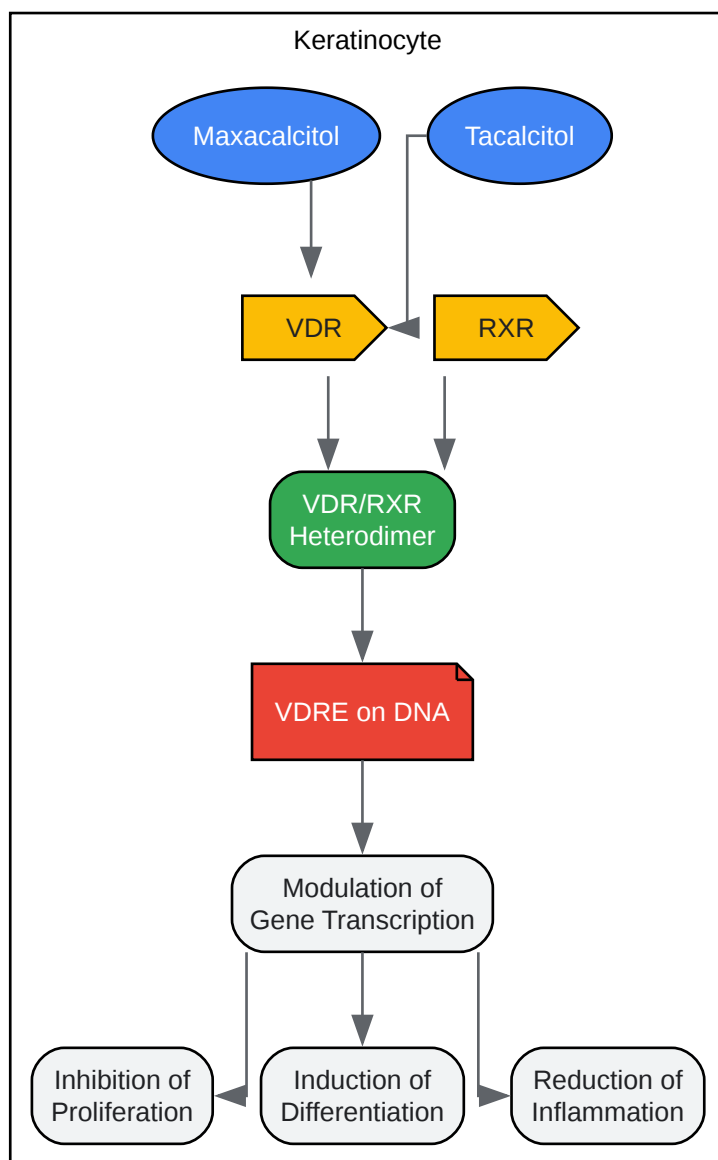 Keratinocyte
Maxacalcitol
Tacalcitol
VDR
RXR
VDR/RXR
Heterodimer
VDRE on DNA
Modulation of
Gene Transcription
Inhibition of
Proliferation
Induction of
Differentiation
Reduction of
Inflammation